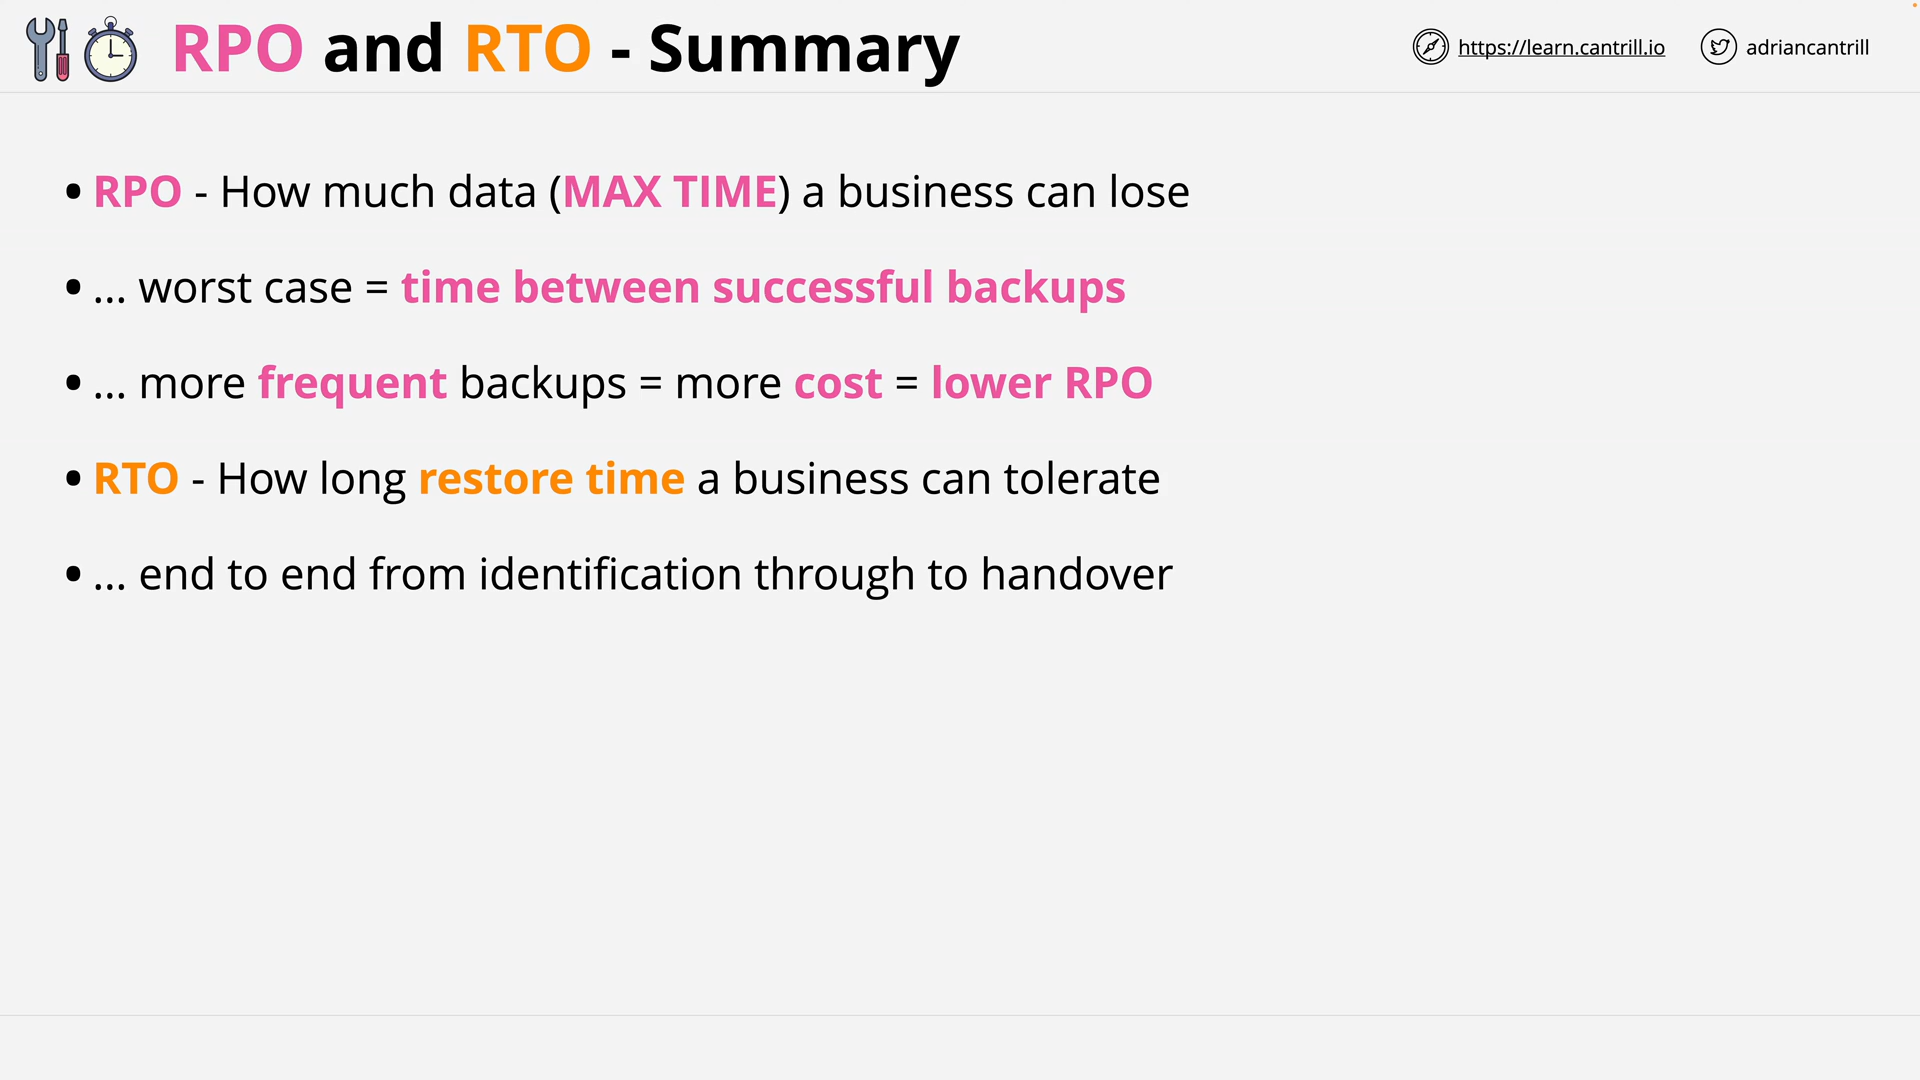 RPO and RTO - Summary
https://learn.cantrill.io
adriancantrill
• RPO - How much data (MAX TIME) a business can lose
• ... worst case = time between successful backups
• ... more frequent backups = more cost = lower RPO
• RTO - How long restore time a business can tolerate
• ... end to end from identification through to handover